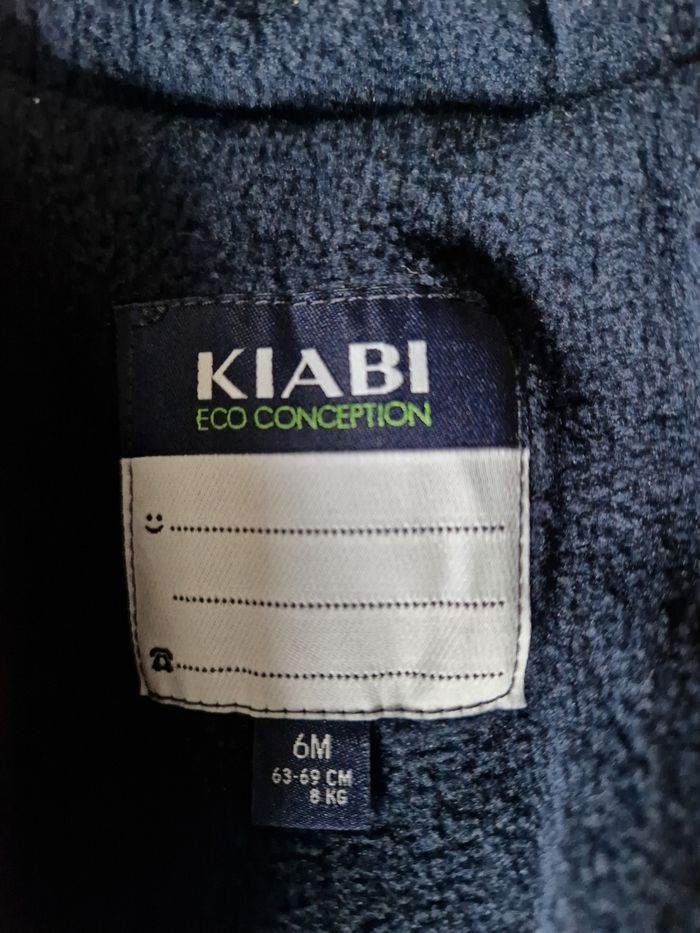 KIABI
ECO CONCEPTION
6M
63-69 CM
8 KG